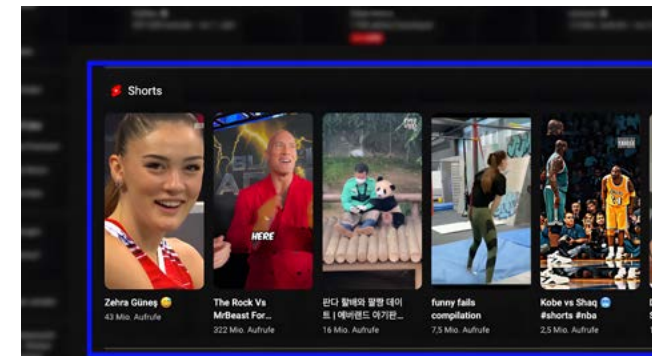 Shorts
HERE
Zehra Güneş 😅
43 Mio. Aufrufe
The Rock Vs
MrBeast For...
322 Mio. Aufrufe
판다 할배와 팔짱 데이
트 | 에버랜드 아기판...
16 Mio. Aufrufe
funny fails
compilation
7,5 Mio. Aufrufe
Kobe vs Shaq 🥶
#shorts #nba
2,5 Mio. Aufrufe